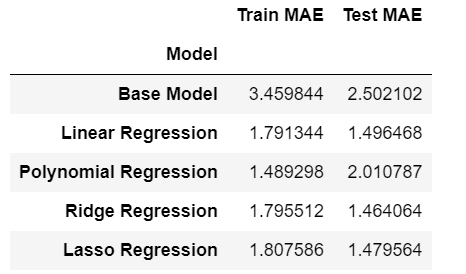 Train MAE Test MAE
Model
Base Model 3.459844 2.502102
Linear Regression 1.791344 1.496468
Polynomial Regression 1.489298 2.010787
Ridge Regression 1.795512 1.464064
Lasso Regression 1.807586 1.479564